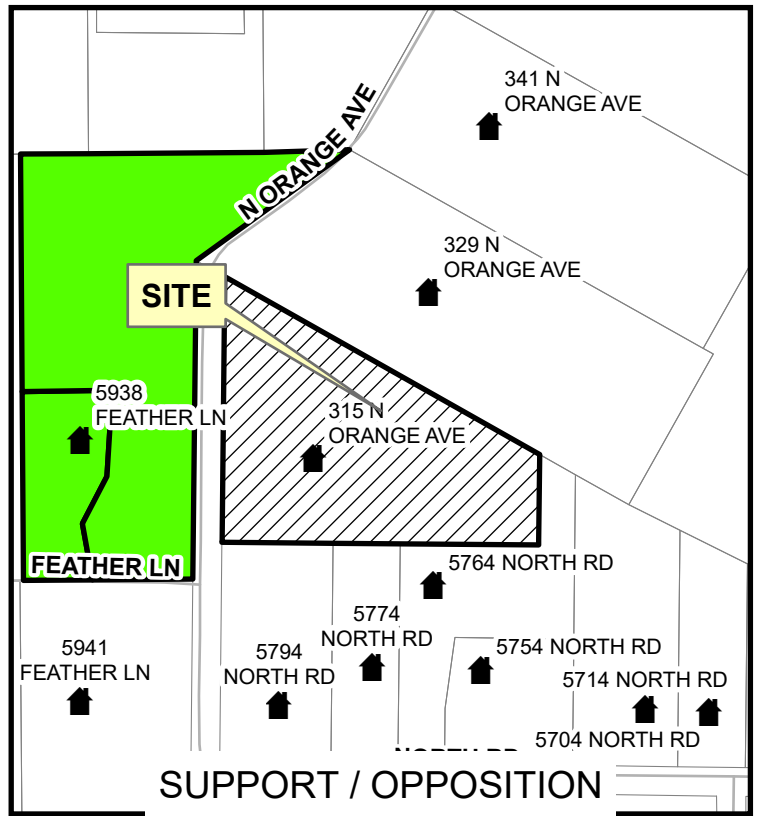 341 N
ORANGE AVE
N ORANGE AVE
329 N
ORANGE AVE
SITE
5938
FEATHER LN
315 N
ORANGE AVE
FEATHER LN
5764 NORTH RD
5774
NORTH RD
5941
FEATHER LN
5794
NORTH RD
5754 NORTH RD
5714 NORTH RD
5704 NORTH RD
NORTH RD
SUPPORT / OPPOSITION